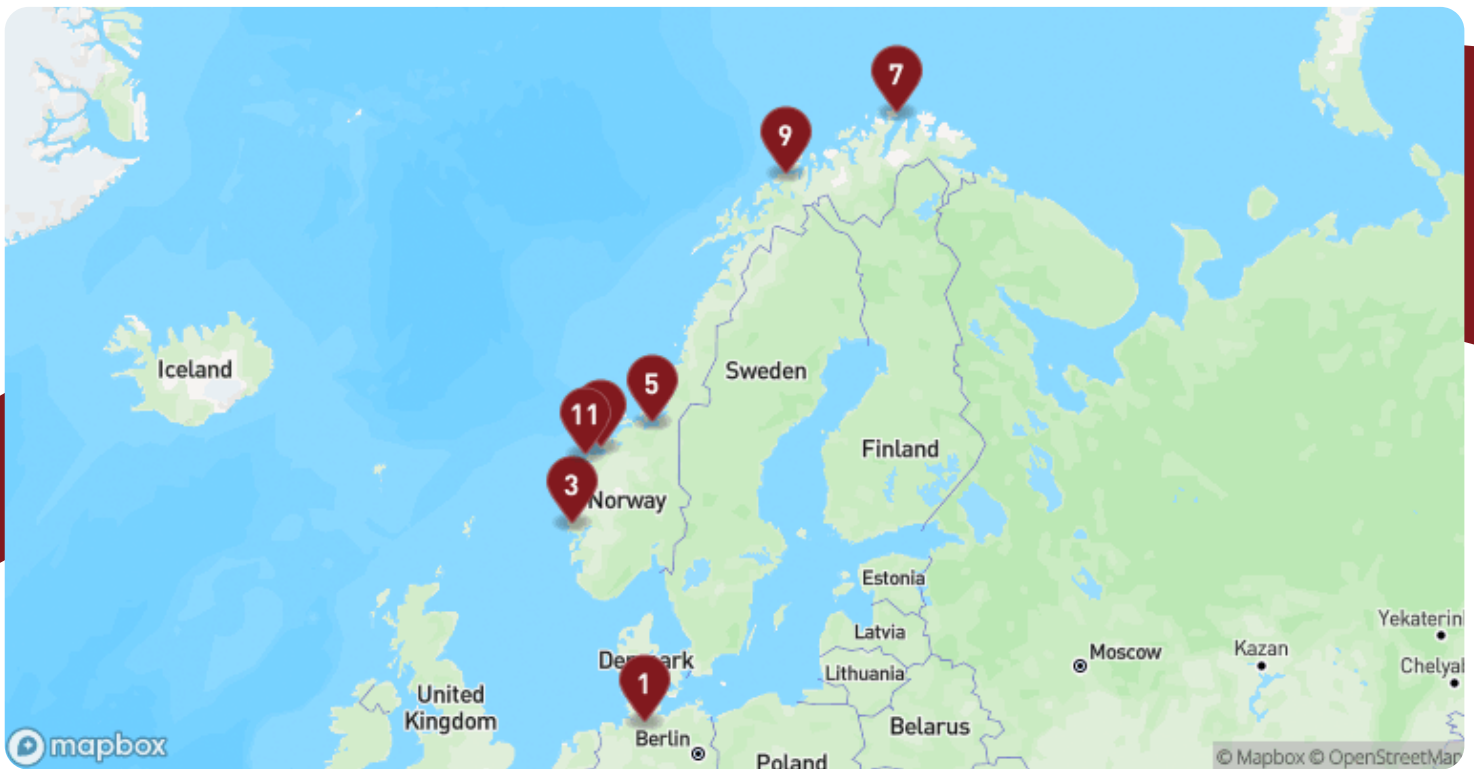 7
9
Iceland
Sweden
5
11
Finland
3
Norway
Estonia
Latvia
Moscow
Kazan
Yekaterin
Denmark
Lithuania
Chelyab
1
United
Kingdom
Belarus
Berlin
Poland
mapbox
© Mapbox © OpenStreetMap